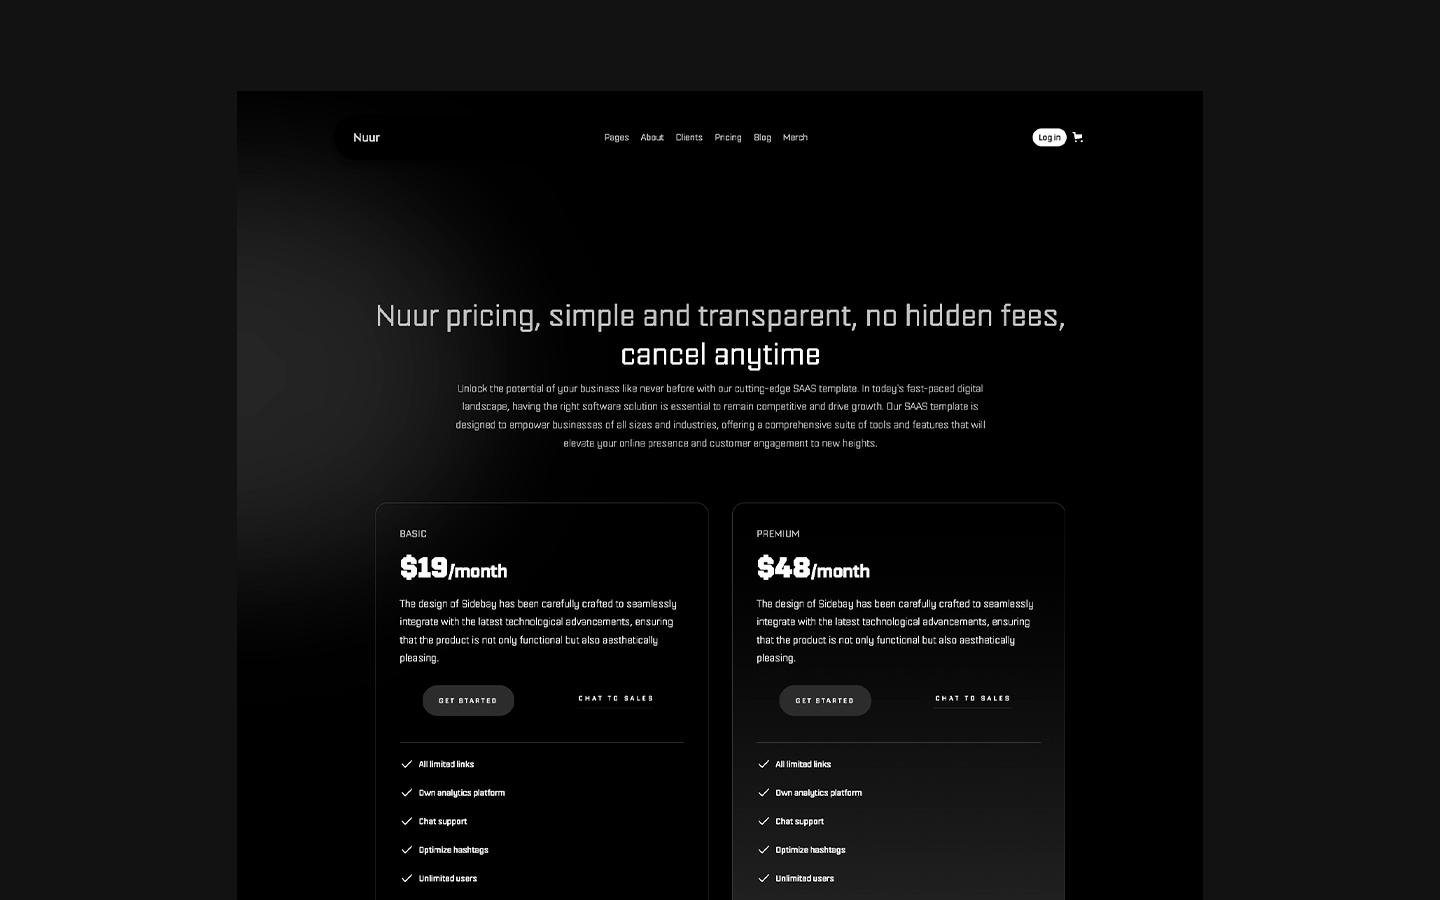 Nuur
Pages About Clients Pricing Blog Merch
Log in
Nuur pricing, simple and transparent, no hidden fees,
cancel anytime
Unlock the potential of your business like never before with our cutting-edge SAAS template. In today's fast-paced digital
landscape, having the right software solution is essential to remain competitive and drive growth. Our SAAS template is
designed to empower businesses of all sizes and industries, offering a comprehensive suite of tools and features that will
elevate your online presence and customer engagement to new heights.
BASIC
$19/month
The design of Sidebay has been carefully crafted to seamlessly
integrate with the latest technological advancements, ensuring
that the product is not only functional but also aesthetically
pleasing.
GET STARTED
CHAT TO SALES
All limited links
Own analytics platform
Chat support
Optimize hashtags
Unlimited users
PREMIUM
$48/month
The design of Sidebay has been carefully crafted to seamlessly
integrate with the latest technological advancements, ensuring
that the product is not only functional but also aesthetically
pleasing.
GET STARTED
CHAT TO SALES
All limited links
Own analytics platform
Chat support
Optimize hashtags
Unlimited users